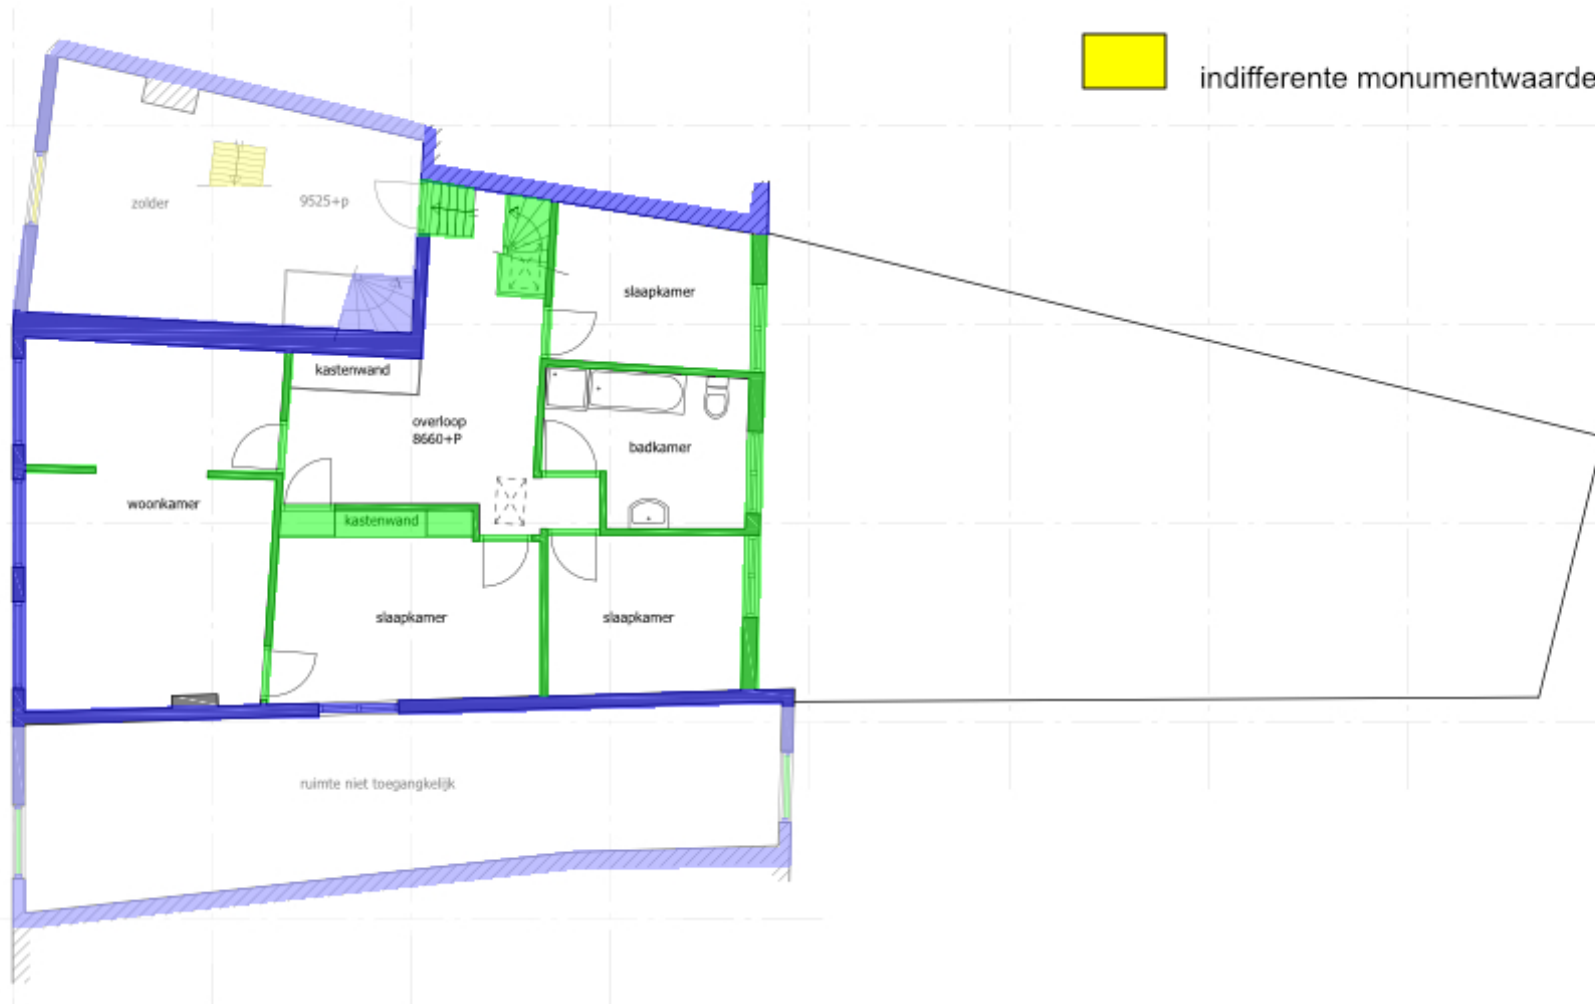 indifferente monumentwaarde
zolder
9525+p
slaapkamer
kastenwand
overloop
8660+P
badkamer
woonkamer
kastenwand
slaapkamer
slaapkamer
ruimte niet toegangkelijk